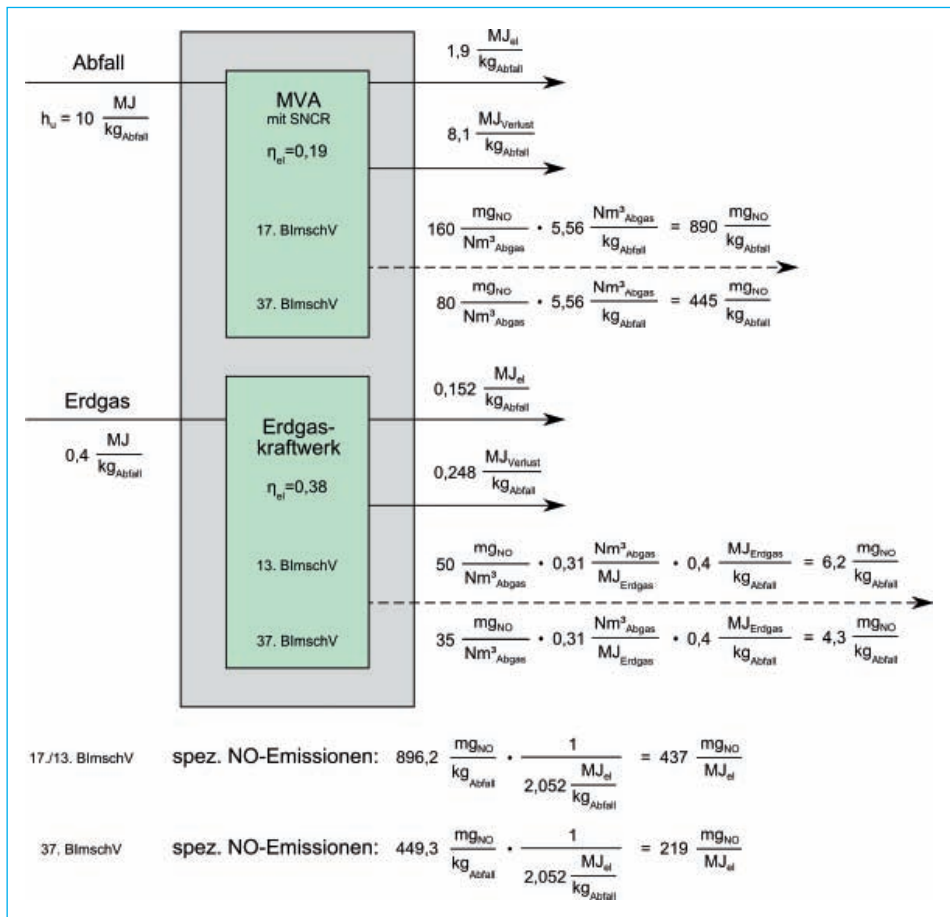 Abfall
h_u = 10 MJ/kg_Abfall
MVA
mit SNCR
η_el=0,19
17. BImschV
37. BImschV
1,9 MJ_el/kg_Abfall
8,1 MJ_Verlust/kg_Abfall
160 mg_NO/Nm³_Abgas · 5,56 Nm³_Abgas/kg_Abfall = 890 mg_NO/kg_Abfall
80 mg_NO/Nm³_Abgas · 5,56 Nm³_Abgas/kg_Abfall = 445 mg_NO/kg_Abfall
Erdgas
0,4 MJ/kg_Abfall
Erdgas-
kraftwerk
η_el=0,38
13. BImschV
37. BImschV
0,152 MJ_el/kg_Abfall
0,248 MJ_Verlust/kg_Abfall
50 mg_NO/Nm³_Abgas · 0,31 Nm³_Abgas/MJ_Erdgas · 0,4 MJ_Erdgas/kg_Abfall = 6,2 mg_NO/kg_Abfall
35 mg_NO/Nm³_Abgas · 0,31 Nm³_Abgas/MJ_Erdgas · 0,4 MJ_Erdgas/kg_Abfall = 4,3 mg_NO/kg_Abfall
17./13. BImschV spez. NO-Emissionen: 896,2 mg_NO/kg_Abfall · 1/(2,052 MJ_el/kg_Abfall) = 437 mg_NO/MJ_el
37. BImschV spez. NO-Emissionen: 449,3 mg_NO/kg_Abfall · 1/(2,052 MJ_el/kg_Abfall) = 219 mg_NO/MJ_el